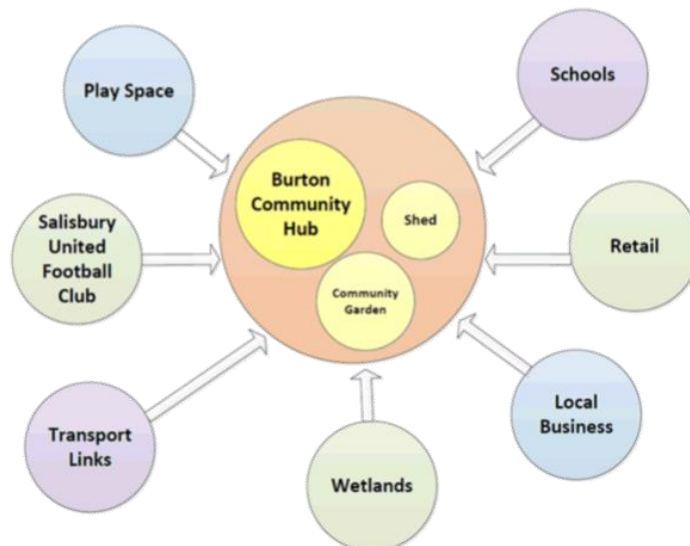 Play Space
Schools
Burton
Community
Hub
Shed
Salisbury
United
Football
Club
Retail
Community
Garden
Transport
Links
Wetlands
Local
Business